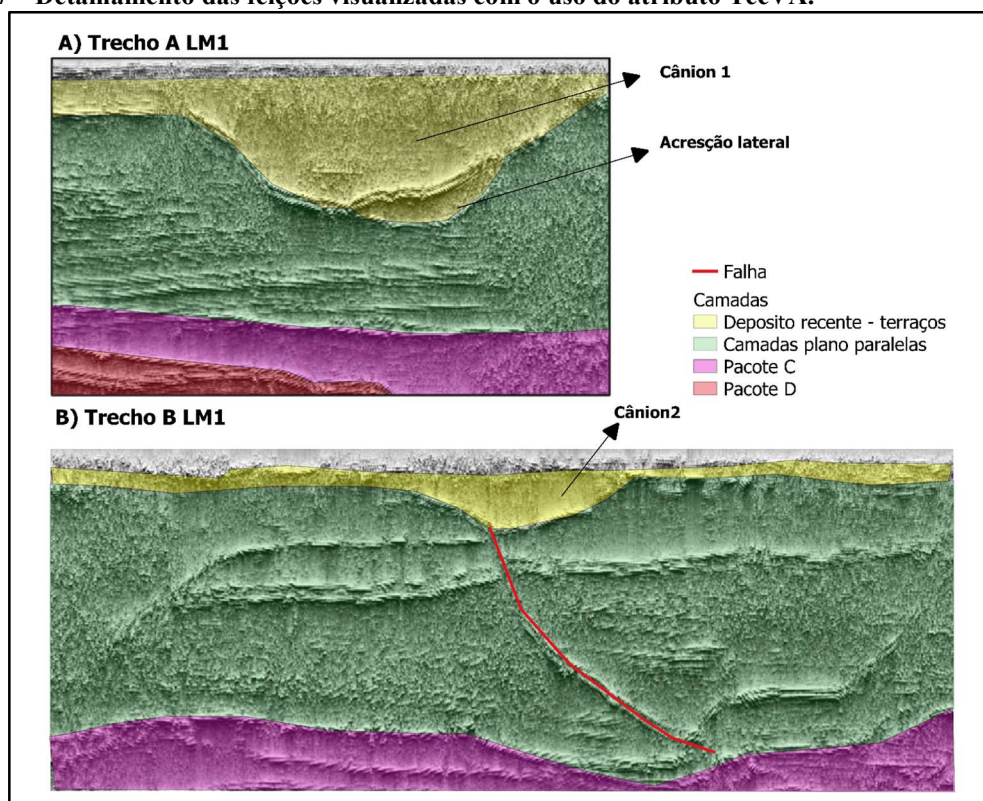 Detalhamento das feições visualizadas com o uso do atributo TecVA.
A) Trecho A LM1
Cânion 1
Acresção lateral
Falha
Camadas
Deposito recente - terraços
Camadas plano paralelas
Pacote C
Pacote D
B) Trecho B LM1
Cânion2